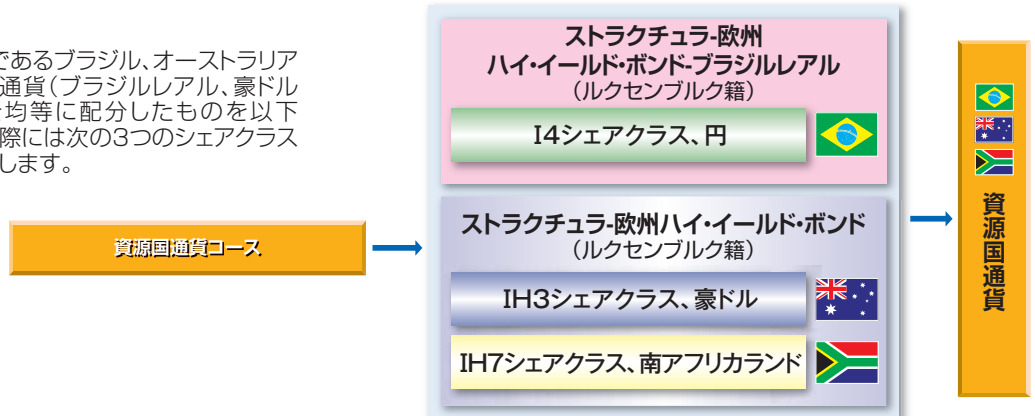 であるブラジル、オーストラリア
通貨（ブラジルレアル、豪ドル
均等に配分したものを以下
際には次の3つのシェアクラス
します。
資源国通貨コース
ストラクチュラ-欧州
ハイ・イールド・ボンド-ブラジルレアル
（ルクセンブルク籍）
I4シェアクラス、円
ストラクチュラ-欧州ハイ・イールド・ボンド
（ルクセンブルク籍）
IH3シェアクラス、豪ドル
IH7シェアクラス、南アフリカランド
資源国通貨